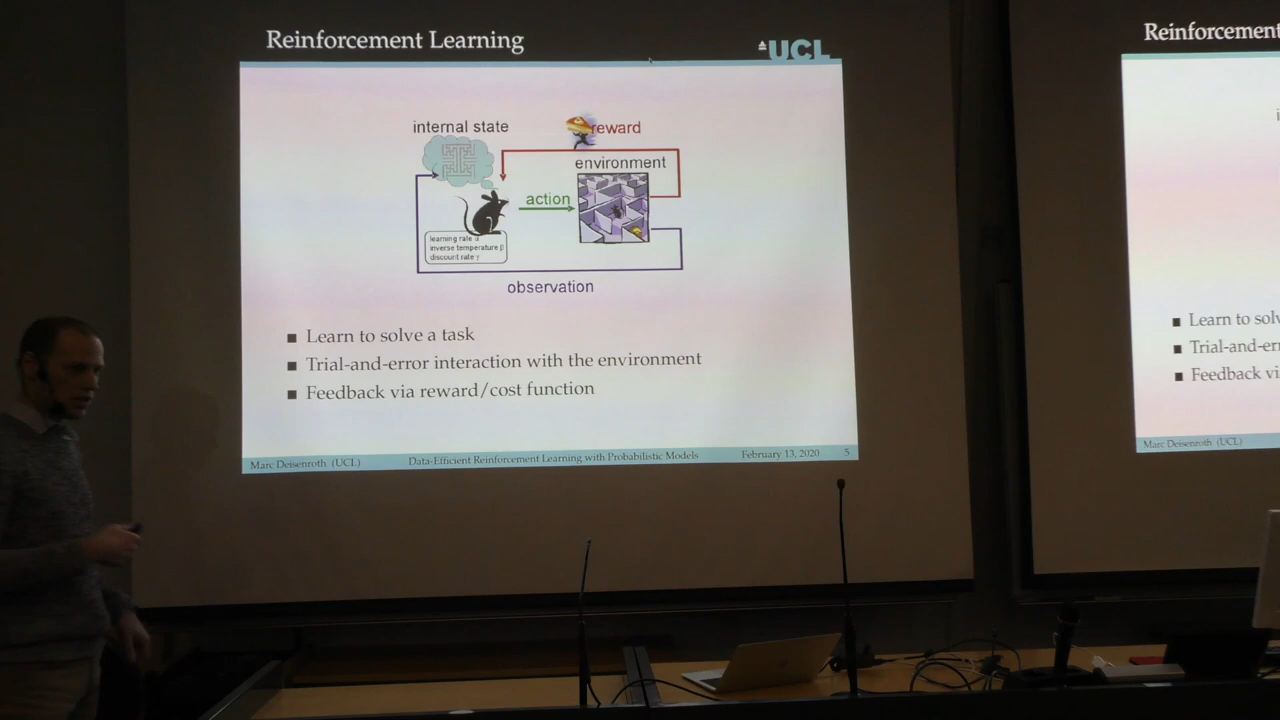 Reinforcement Learning
UCL
internal state
reward
environment
action
learning rate α
inverse temperature β
discount rate γ
observation
Learn to solve a task
Trial-and-error interaction with the environment
Feedback via reward/cost function
Marc Deisenroth (UCL)
Data-Efficient Reinforcement Learning with Probabilistic Models
February 13, 2020
5
Reinforcement
i
Learn to solv
Trial-and-er
Feedback vi
Marc Deisenroth (UCL)